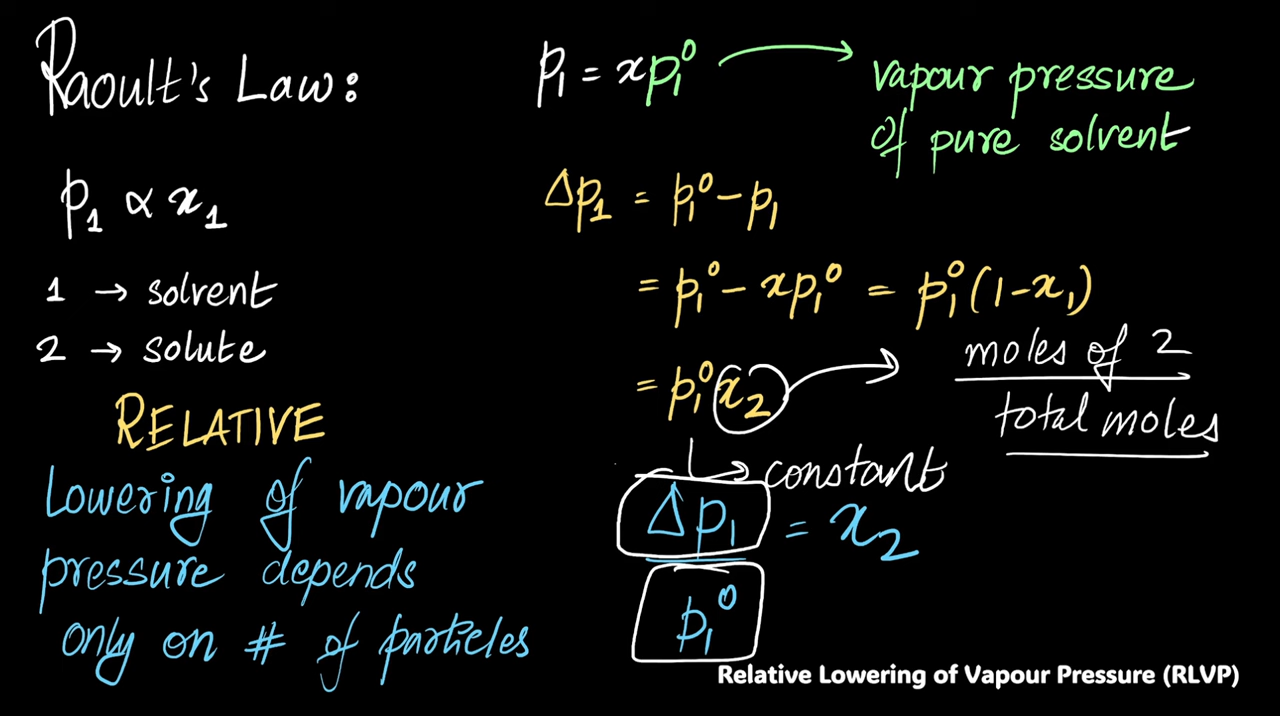 Raoult's Law:
p₁ ∝ x₁
1 → solvent
2 → solute
RELATIVE
Lowering of vapour
pressure depends
only on # of particles
p₁ = xp₁⁰ → vapour pressure
of pure solvent
Δp₁ = p₁⁰ - p₁
= p₁⁰ - xp₁⁰ = p₁⁰(1-x₁)
= p₁⁰x₂ → moles of 2
total moles
→ constant
Δp₁ / p₁⁰ = x₂
Relative Lowering of Vapour Pressure (RLVP)